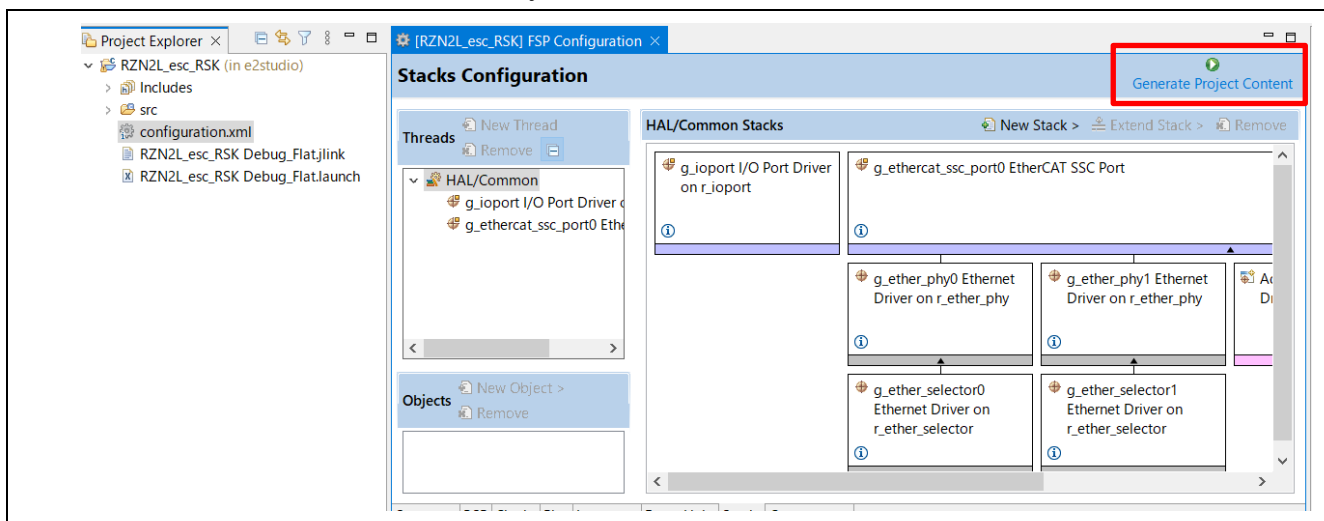 Project Explorer
[RZN2L_esc_RSK] FSP Configuration
RZN2L_esc_RSK (in e2studio)
Includes
src
configuration.xml
RZN2L_esc_RSK Debug_Flat.jlink
RZN2L_esc_RSK Debug_Flat.launch
Stacks Configuration
Generate Project Content
Threads
New Thread
Remove
HAL/Common
g_ioport I/O Port Driver
g_ethercat_ssc_port0
Objects
New Object >
Remove
HAL/Common Stacks
New Stack >
Extend Stack >
Remove
g_ioport I/O Port Driver
on r_ioport
g_ethercat_ssc_port0 EtherCAT SSC Port
g_ether_phy0 Ethernet
Driver on r_ether_phy
g_ether_phy1 Ethernet
Driver on r_ether_phy
g_ether_selector0
Ethernet Driver on
r_ether_selector
g_ether_selector1
Ethernet Driver on
r_ether_selector